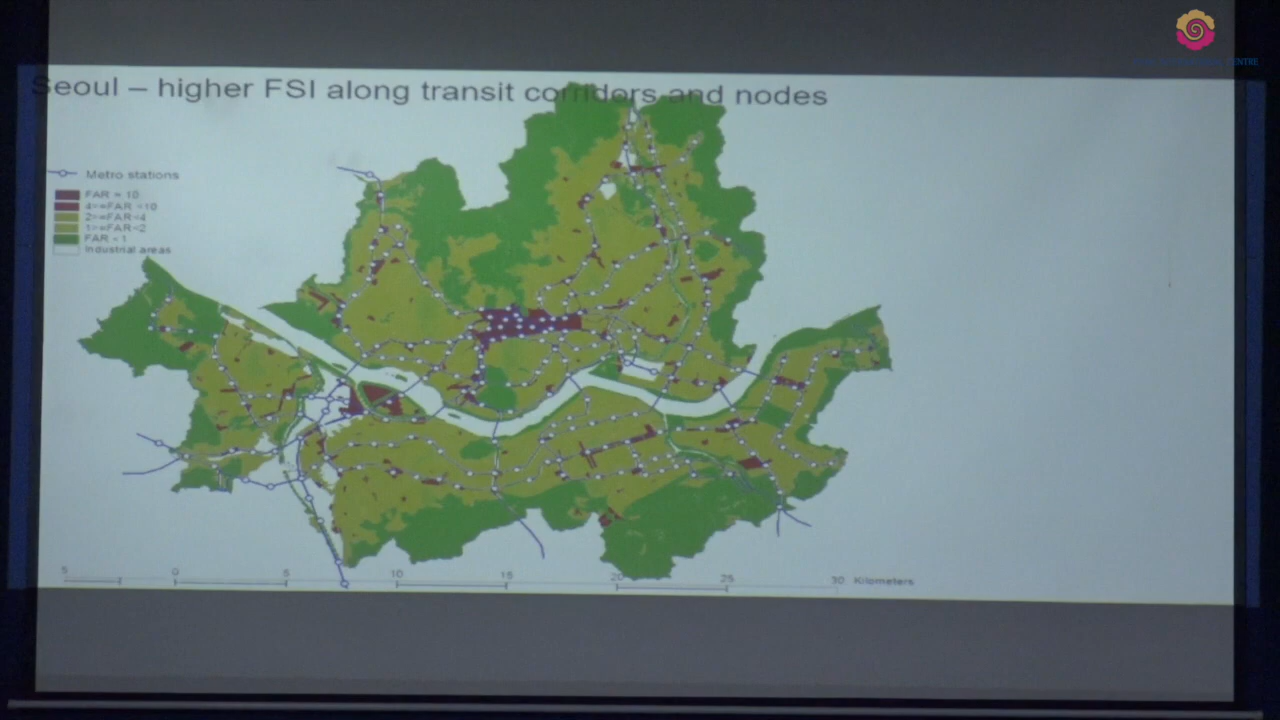 Seoul – higher FSI along transit corridors and nodes
Metro stations
FAR > 10
4>=FAR <10
2>=FAR<4
1>=FAR<2
FAR < 1
Industrial areas
5 0 5 10 15 20 25 30 Kilometers
CENTRE